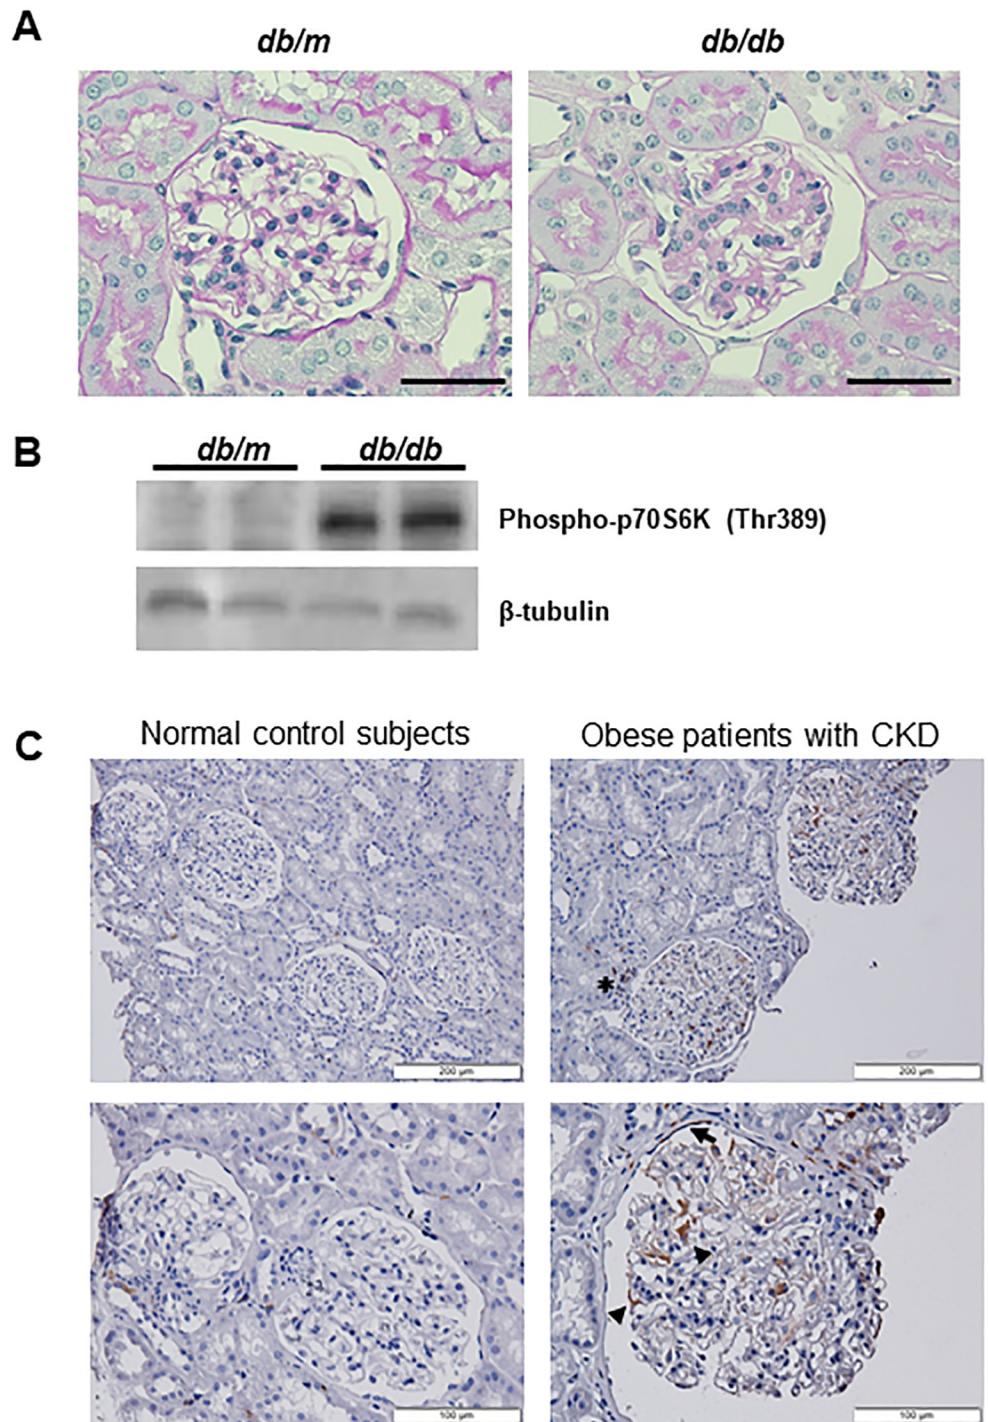 A
db/m
db/db
B
db/m
db/db
Phospho-p70S6K (Thr389)
β-tubulin
C
Normal control subjects
Obese patients with CKD
*
200 µm
200 µm
100 µm
100 µm